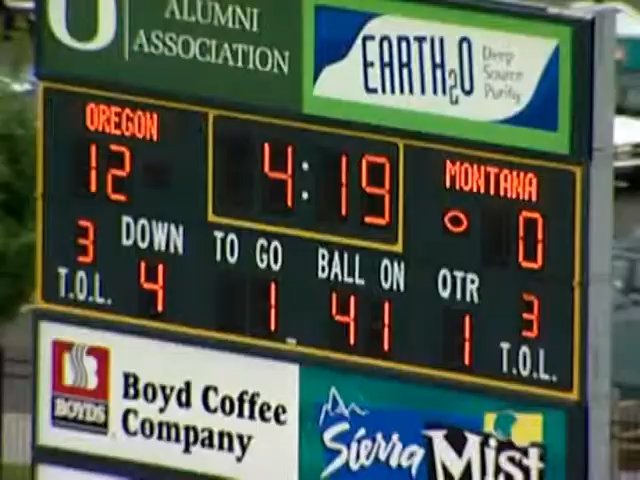 ALUMNI
ASSOCIATION
EARTH2O
Deep
Source
Purity
OREGON
12
4:19
MONTANA
0
3
DOWN
TO GO
BALL ON
QTR
3
T.O.L.
4
1
41
1
T.O.L.
BOYDS
Boyd Coffee
Company
Sierra
Mist